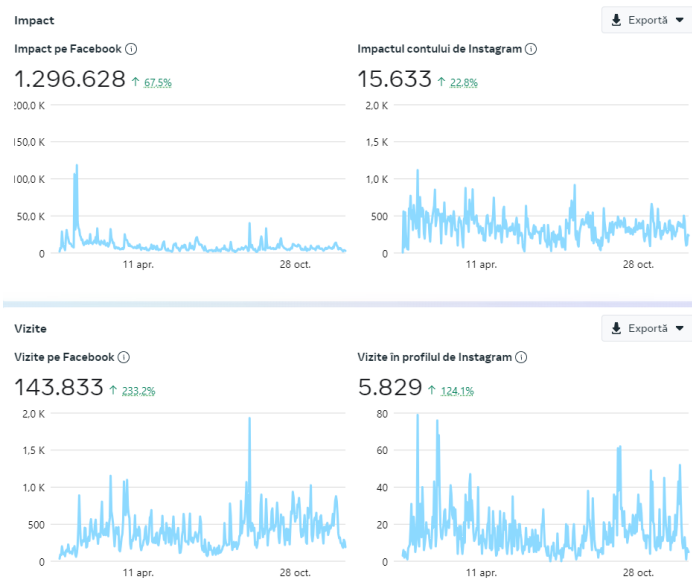 Impact
Exportă
Impact pe Facebook
Impactul contului de Instagram
1.296.628 ↑ 67,5%
15.633 ↑ 22,8%
200,0 K
150,0 K
100,0 K
50,0 K
0
11 apr.
28 oct.
2,0 K
1,5 K
1,0 K
500
0
11 apr.
28 oct.
Vizite
Exportă
Vizite pe Facebook
Vizite în profilul de Instagram
143.833 ↑ 233,2%
5.829 ↑ 124,1%
2,0 K
1,5 K
1,0 K
500
0
11 apr.
28 oct.
80
60
40
20
0
11 apr.
28 oct.